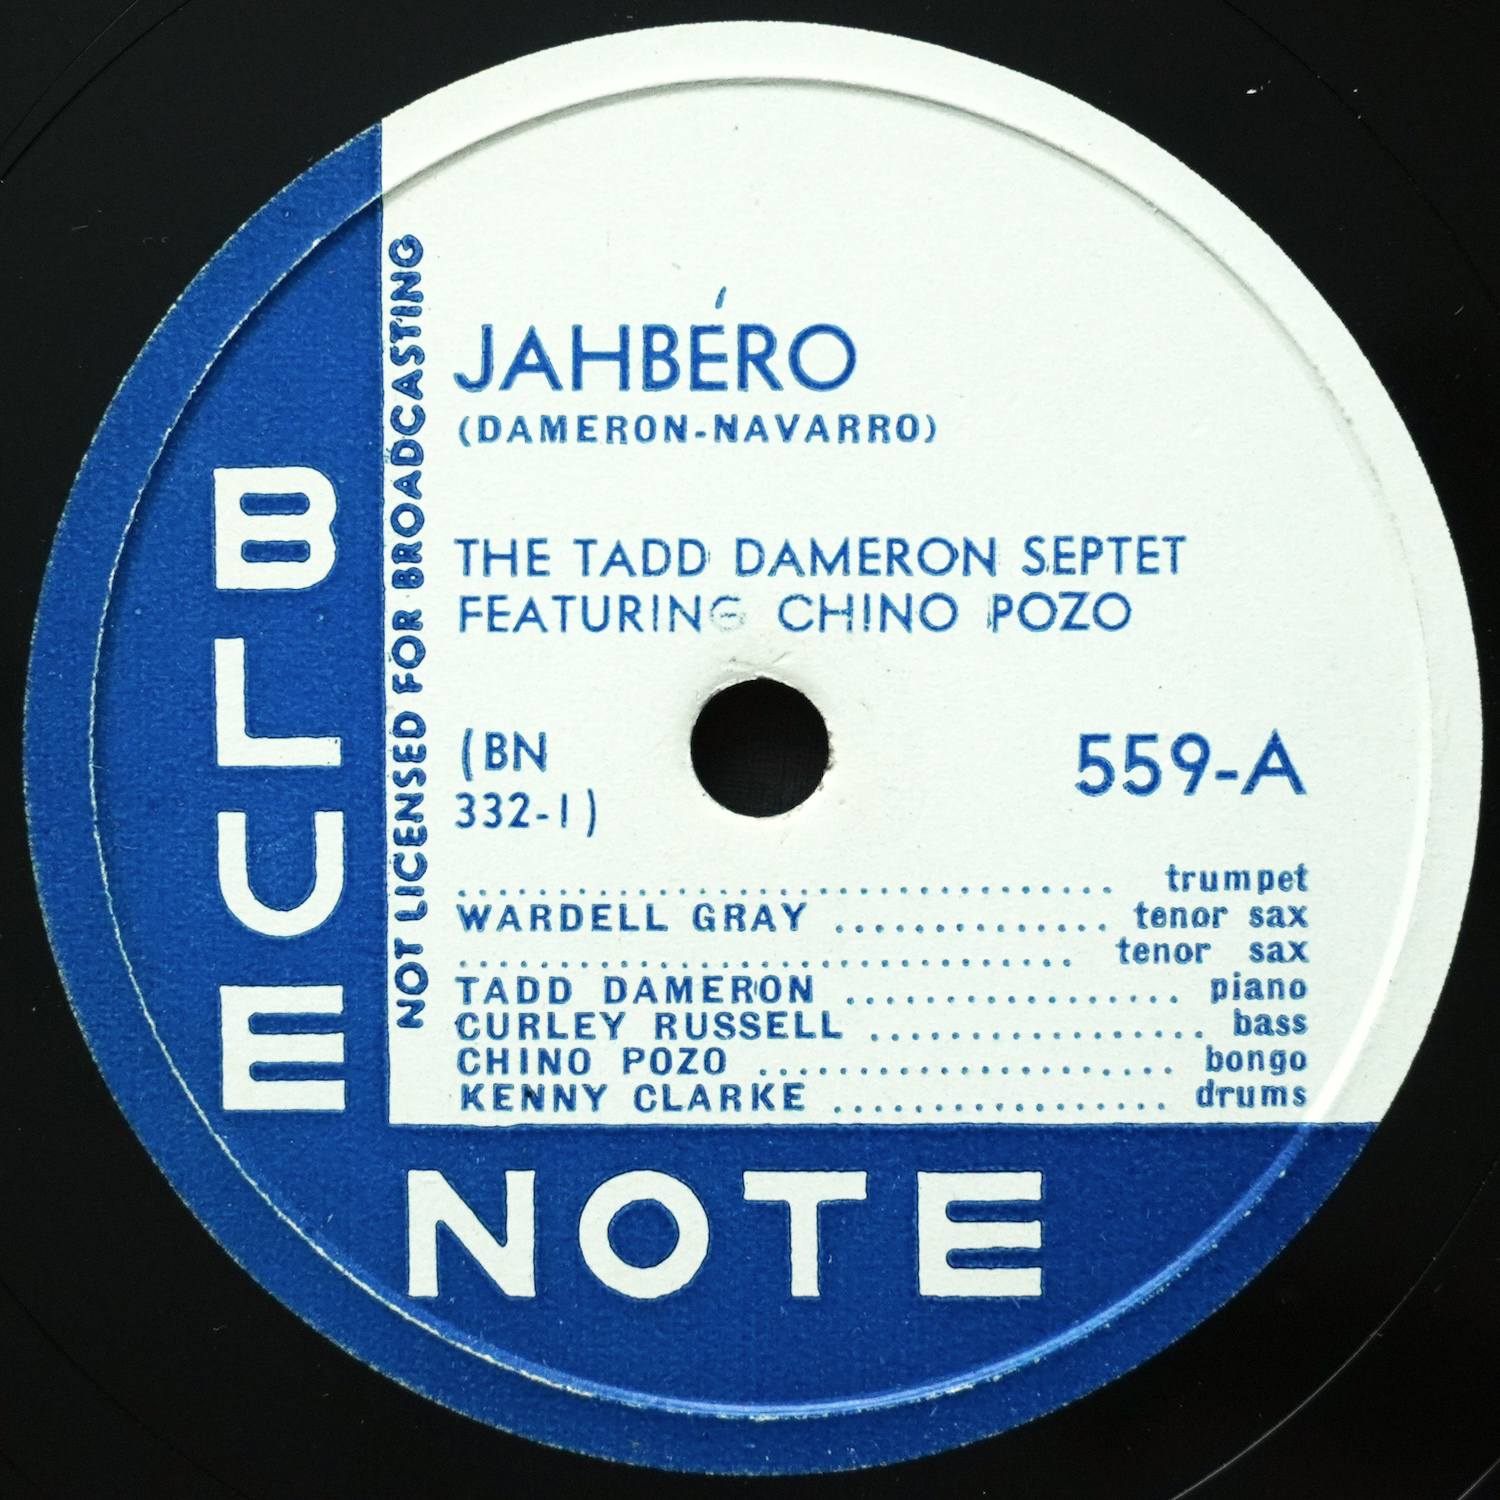 JAHBÉRO
(DAMERON-NAVARRO)
THE TADD DAMERON SEPTET
FEATURING CHINO POZO
(BN
332-1)
559-A
.................................................. trumpet
WARDELL GRAY .............. tenor sax
.................................................. tenor sax
TADD DAMERON ................. piano
CURLEY RUSSELL ................. bass
CHINO POZO ..................... bongo
KENNY CLARKE ................. drums
NOT LICENSED FOR BROADCASTING
BLUE
NOTE